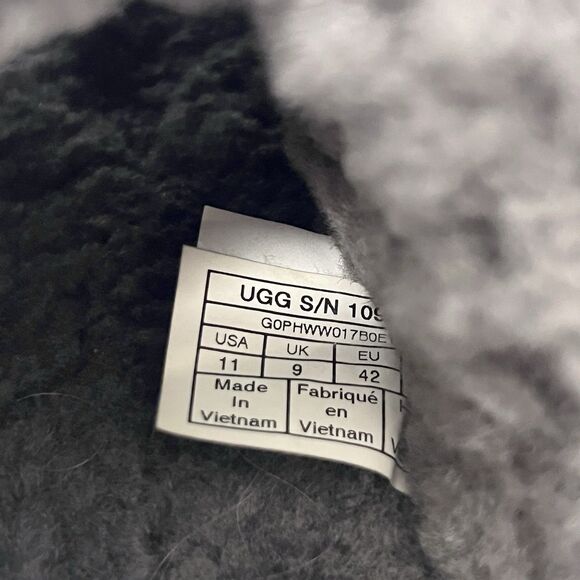 UGG S/N 109
G0PHWW017B0E
USA UK EU
11 9 42
Made Fabriqué
In en
Vietnam Vietnam